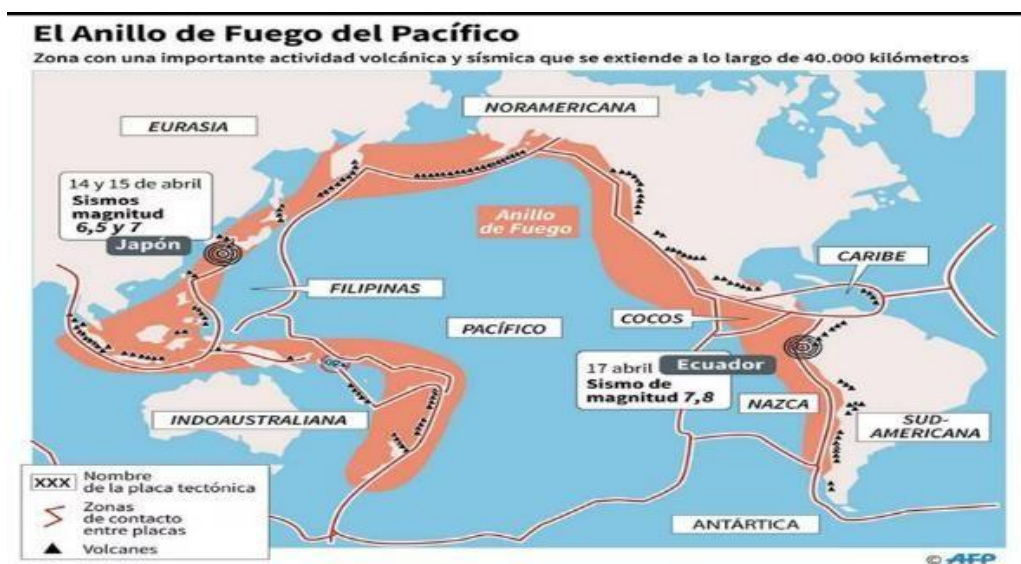 El Anillo de Fuego del Pacífico
Zona con una importante actividad volcánica y sísmica que se extiende a lo largo de 40.000 kilómetros
NORAMERICANA
EURASIA
14 y 15 de abril
Sismos
magnitud
6,5 y 7
Japón
Anillo
de Fuego
CARIBE
FILIPINAS
COCOS
PACÍFICO
17 abril
Ecuador
Sismo de
magnitud 7,8
NAZCA
INDOAUSTRALIANA
SUD-
AMERICANA
XXX Nombre
de la placa tectónica
Zonas
de contacto
entre placas
Volcanes
ANTÁRTICA
© AFP